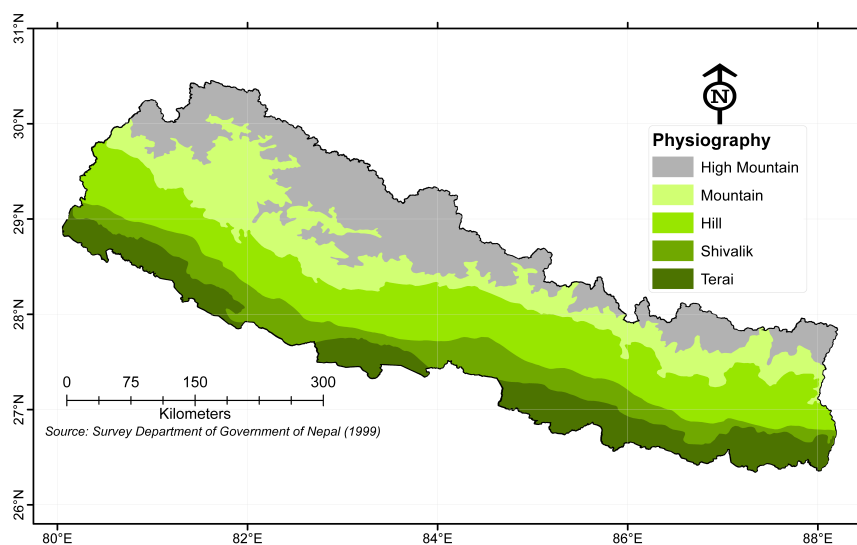 31°N
30°N
29°N
28°N
27°N
26°N
N
Physiography
High Mountain
Mountain
Hill
Shivalik
Terai
0 75 150 300
Kilometers
Source: Survey Department of Government of Nepal (1999)
80°E 82°E 84°E 86°E 88°E